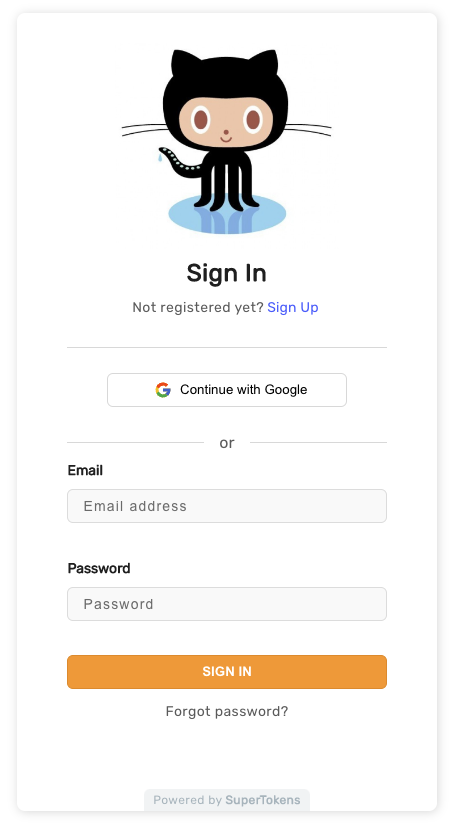 Sign In
Not registered yet? Sign Up
Continue with Google
or
Email
Email address
Password
Password
SIGN IN
Forgot password?
Powered by SuperTokens